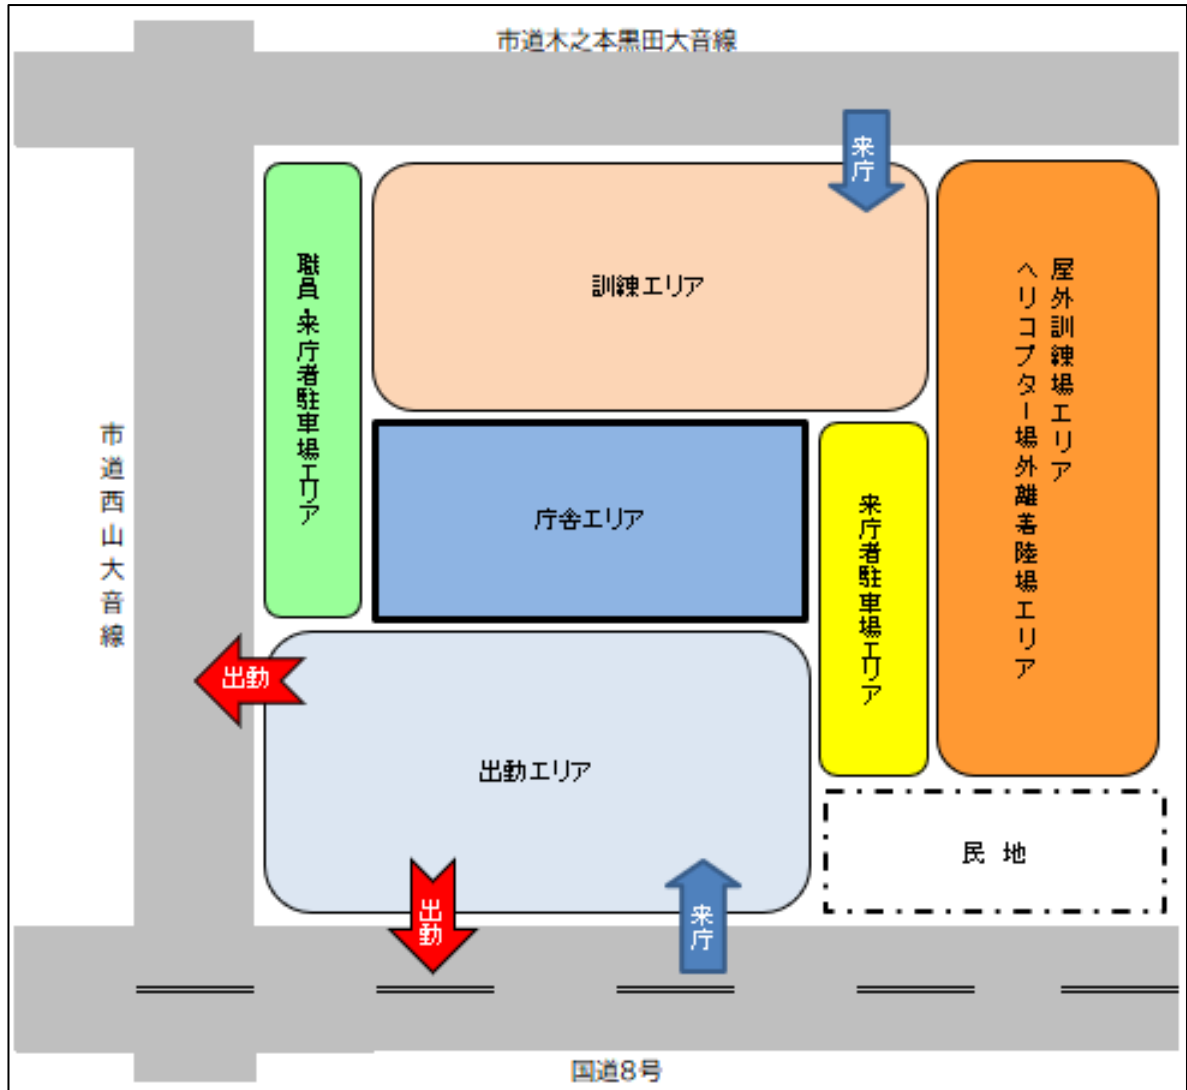 市道木之本黒田大音線
来庁
職員・来庁者駐車場エリア
訓練エリア
屋外訓練場エリア
ヘリコプター場外離着陸場エリア
市道西山大音線
庁舎エリア
来庁者駐車場エリア
出動
出動エリア
民地
出動
来庁
国道8号